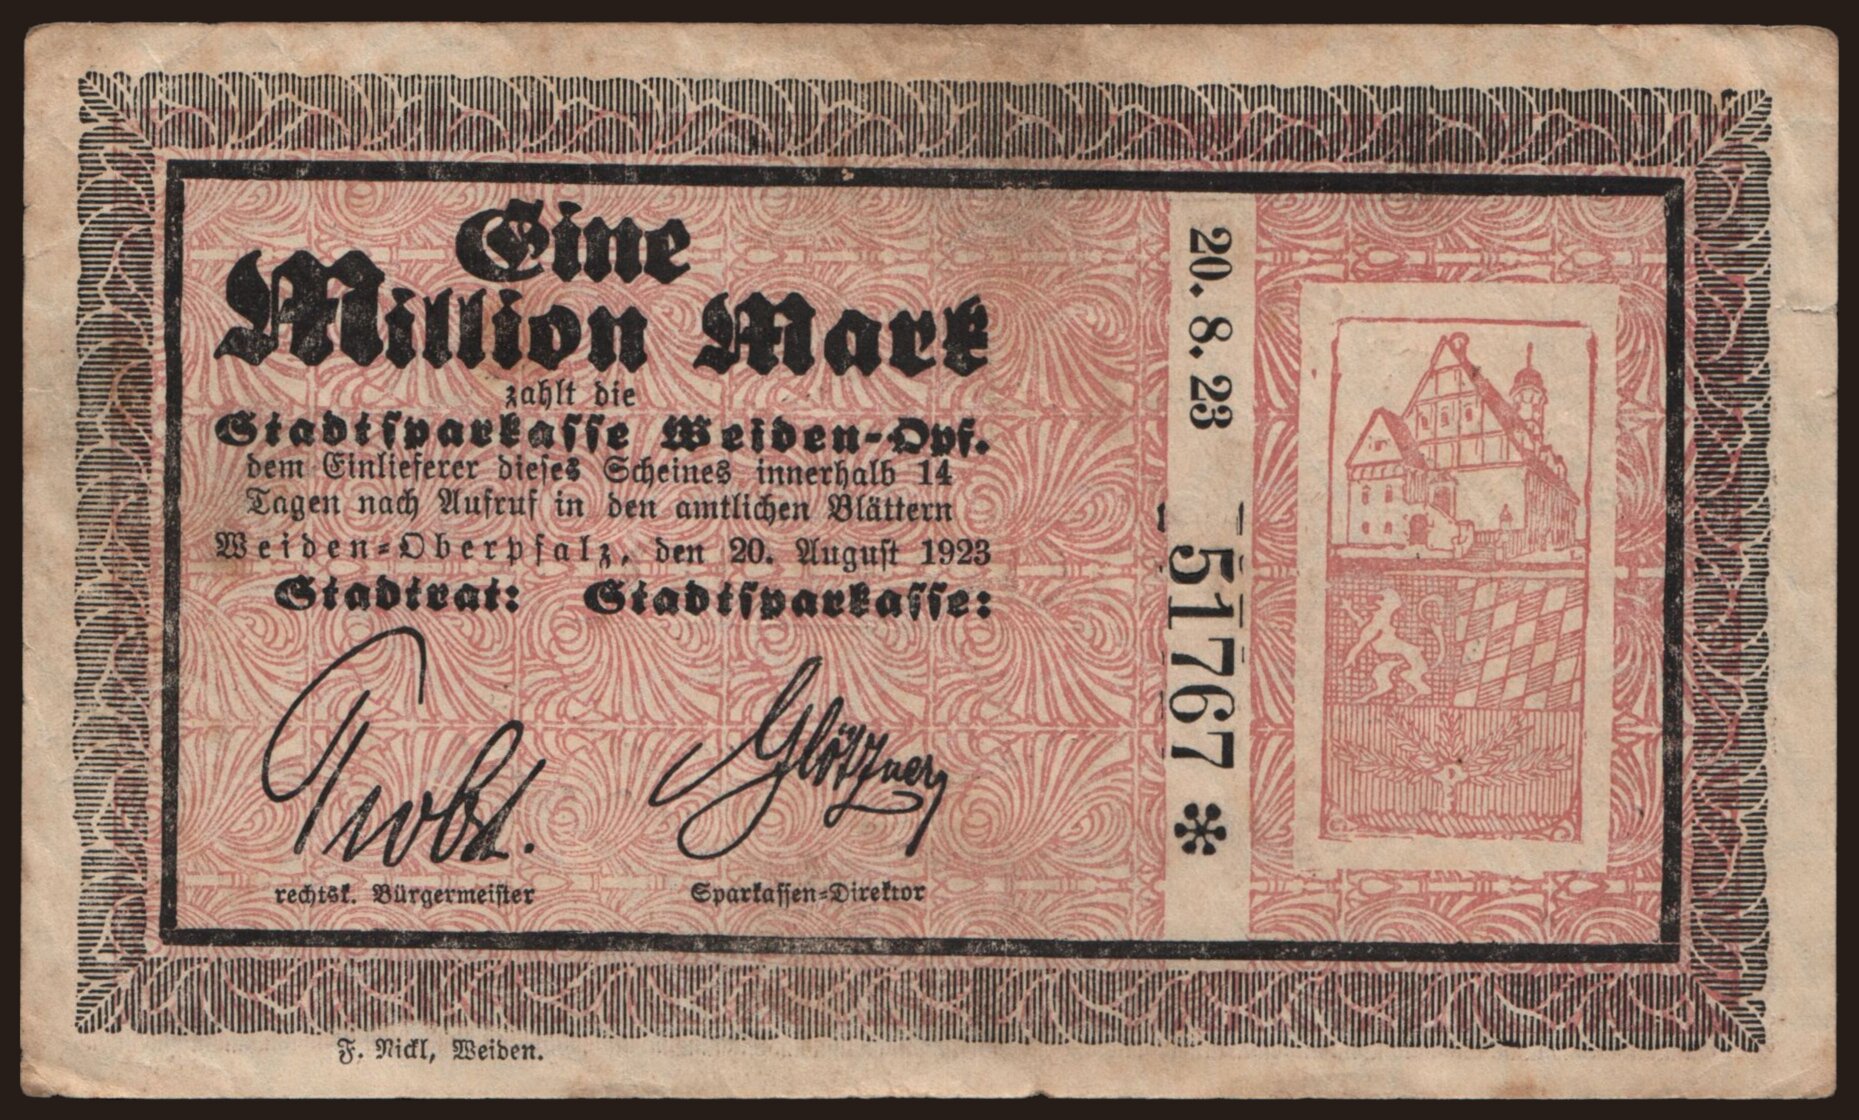 Eine
Million Mark
zahlt die
Stadtsparkasse Weiden-Opf.
dem Einlieferer dieses Scheines innerhalb 14
Tagen nach Aufruf in den amtlichen Blättern
Weiden-Oberpfalz, den 20. August 1923
Stadtrat: Stadtsparkasse:
Glötzner
rechtsk. Bürgermeister
Sparkassen-Direktor
20. 8. 23
51767 *
F. Nickl, Weiden.